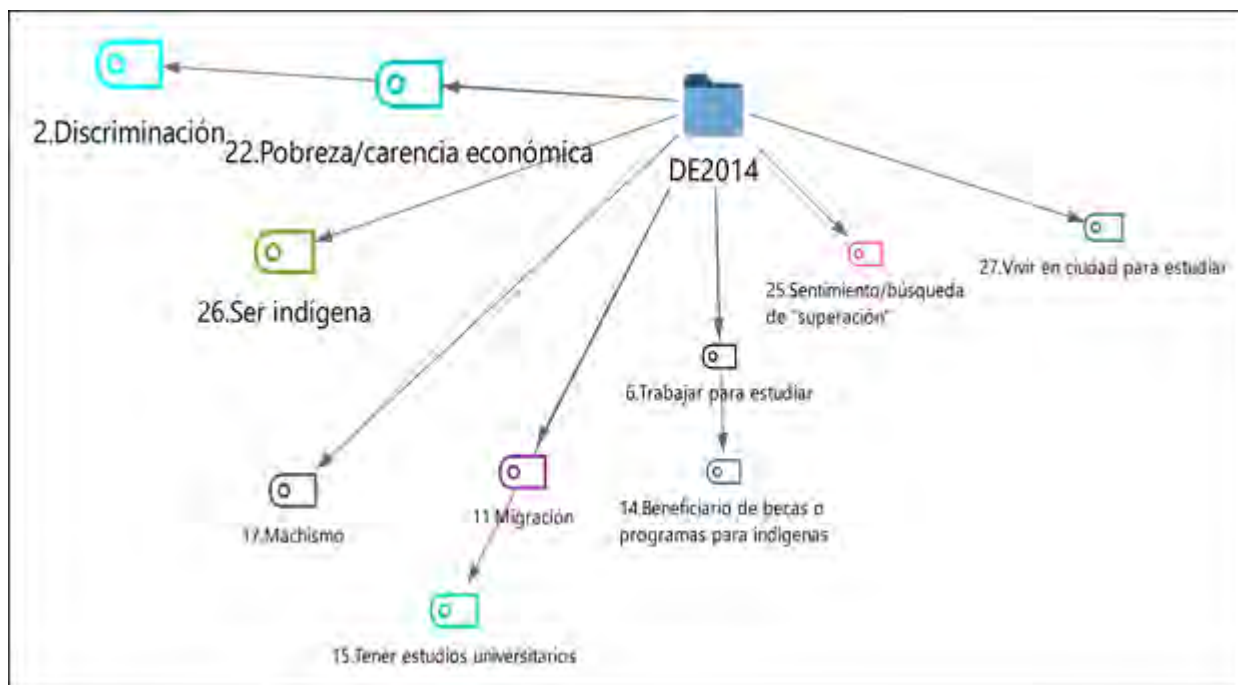 2.Discriminación
22.Pobreza/carencia económica
DE2014
26.Ser indígena
25.Sentimiento/búsqueda
de "superación"
27.Vivir en ciudad para estudiar
6.Trabajar para estudiar
17.Machismo
11.Migración
14.Beneficiario de becas o
programas para indígenas
15.Tener estudios universitarios